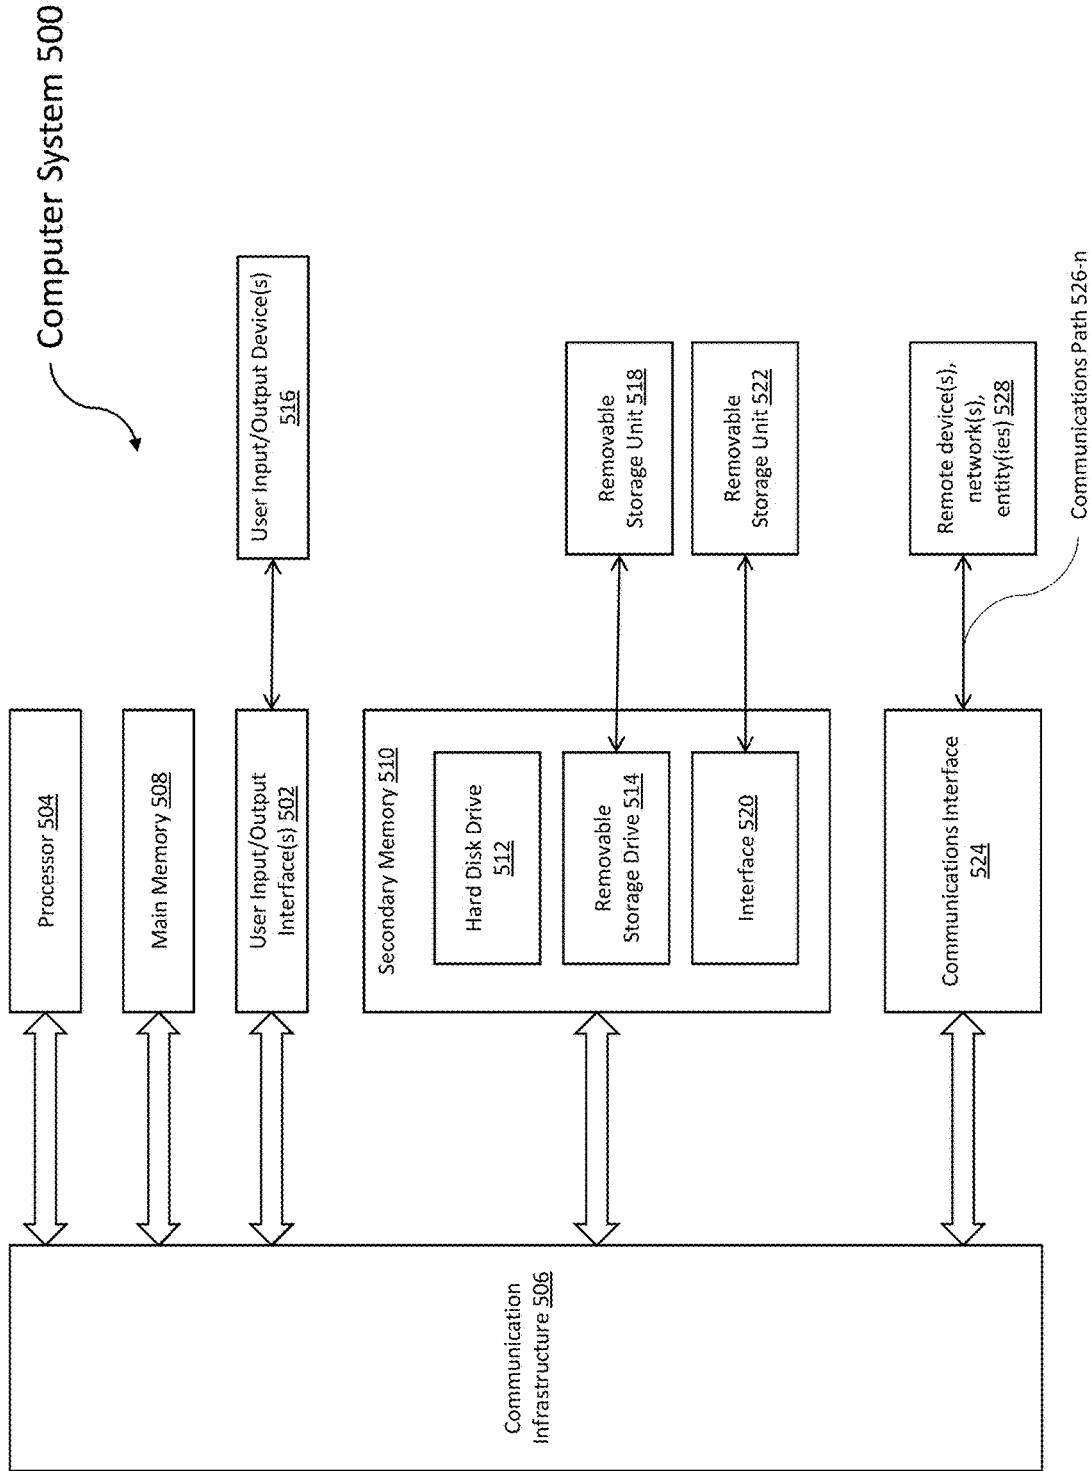 Computer System 500
Processor 504
Main Memory 508
User Input/Output
Interface(s) 502
User Input/Output Device(s)
516
Secondary Memory 510
Hard Disk Drive
512
Removable
Storage Drive 514
Removable
Storage Unit 518
Interface 520
Removable
Storage Unit 522
Communications Interface
524
Remote device(s),
network(s),
entity(ies) 528
Communications Path 526-n
Communication
Infrastructure 506